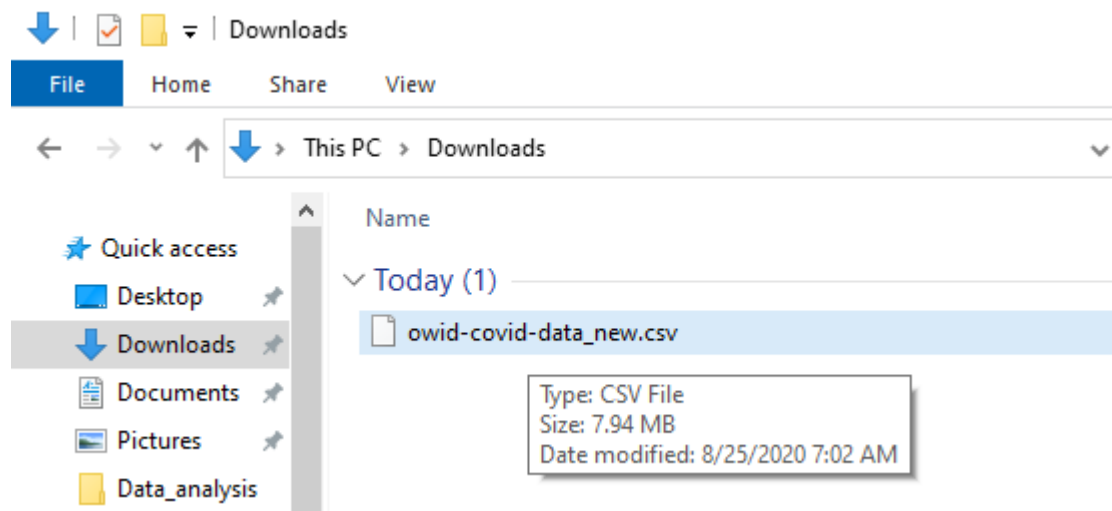 Downloads
File Home Share View
This PC > Downloads
Name
Quick access
Today (1)
Desktop
Downloads
owid-covid-data_new.csv
Documents
Type: CSV File
Size: 7.94 MB
Date modified: 8/25/2020 7:02 AM
Pictures
Data_analysis